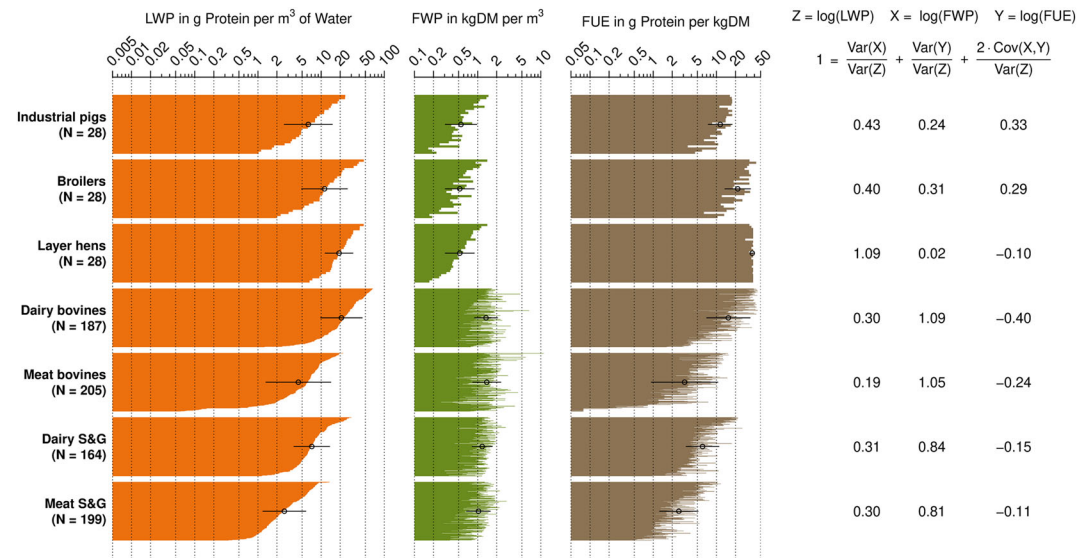 LWP in g Protein per m³ of Water
FWP in kgDM per m³
FUE in g Protein per kgDM
Z = log(LWP) X = log(FWP) Y = log(FUE)
1 = Var(X)/Var(Z) + Var(Y)/Var(Z) + 2·Cov(X,Y)/Var(Z)
0.005 0.01 0.02 0.05 0.1 0.2 0.5 1 2 5 10 20 50 100
0.1 0.2 0.5 1 2 5 10
0.05 0.1 0.2 0.5 1 2 5 10 20 50
Industrial pigs
(N = 28)
0.43 0.24 0.33
Broilers
(N = 28)
0.40 0.31 0.29
Layer hens
(N = 28)
1.09 0.02 −0.10
Dairy bovines
(N = 187)
0.30 1.09 −0.40
Meat bovines
(N = 205)
0.19 1.05 −0.24
Dairy S&G
(N = 164)
0.31 0.84 −0.15
Meat S&G
(N = 199)
0.30 0.81 −0.11